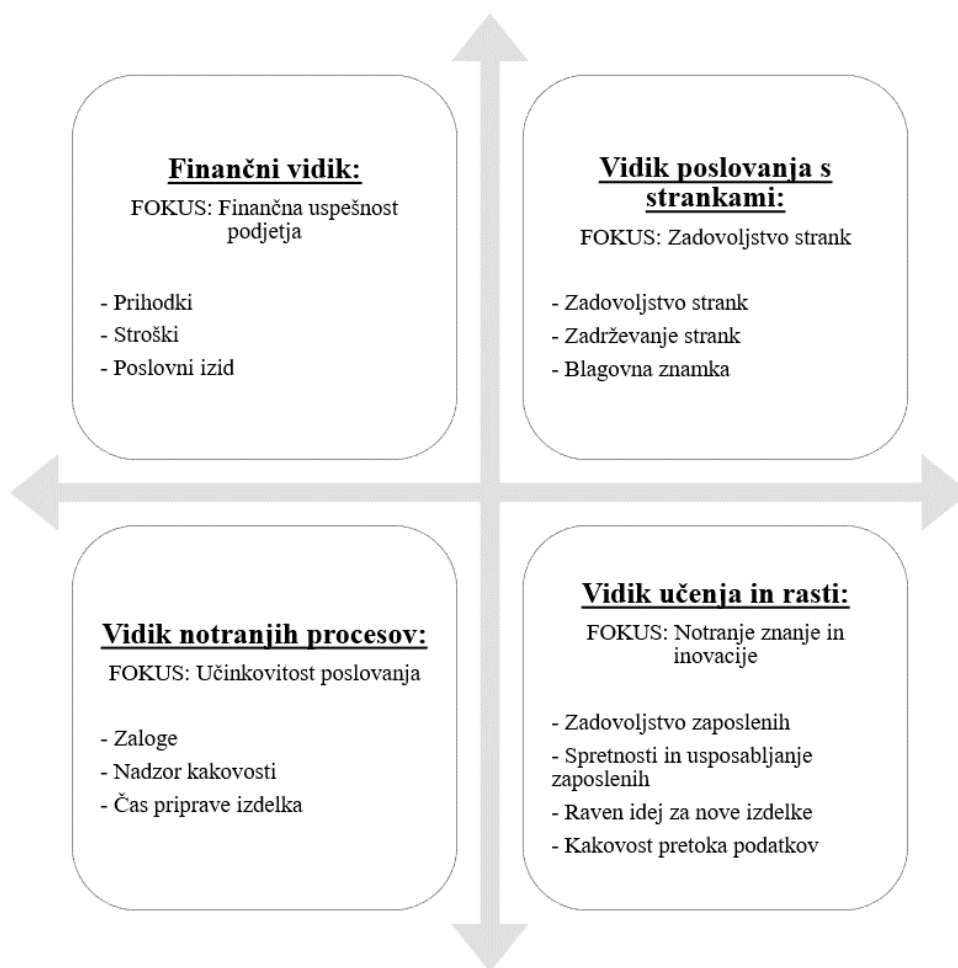 Finančni vidik:
FOKUS: Finančna uspešnost
podjetja
- Prihodki
- Stroški
- Poslovni izid
Vidik poslovanja s
strankami:
FOKUS: Zadovoljstvo strank
- Zadovoljstvo strank
- Zadrževanje strank
- Blagovna znamka
Vidik notranjih procesov:
FOKUS: Učinkovitost poslovanja
- Zaloge
- Nadzor kakovosti
- Čas priprave izdelka
Vidik učenja in rasti:
FOKUS: Notranje znanje in
inovacije
- Zadovoljstvo zaposlenih
- Spretnosti in usposabljanje
zaposlenih
- Raven idej za nove izdelke
- Kakovost pretoka podatkov